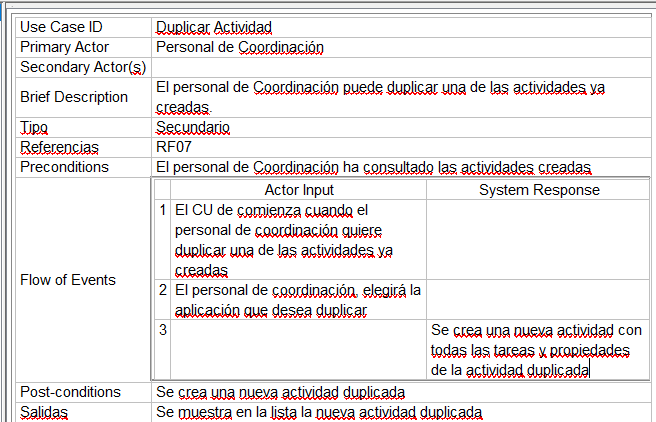 Use Case ID Duplicar Actividad
Primary Actor Personal de Coordinación
Secondary Actor(s)
Brief Description El personal de Coordinación puede duplicar una de las actividades ya
creadas.
Tipo Secundario
Referencias RF07
Preconditions El personal de Coordinación ha consultado las actividades creadas
Flow of Events
Actor Input System Response
1 El CU de comienza cuando el
personal de coordinación quiere
duplicar una de las actividades ya
creadas
2 El personal de coordinación, elegirá la
aplicación que desea duplicar
3 Se crea una nueva actividad con
todas las tareas y propiedades
de la actividad duplicada
Post-conditions Se crea una nueva actividad duplicada
Salidas Se muestra en la lista la nueva actividad duplicada